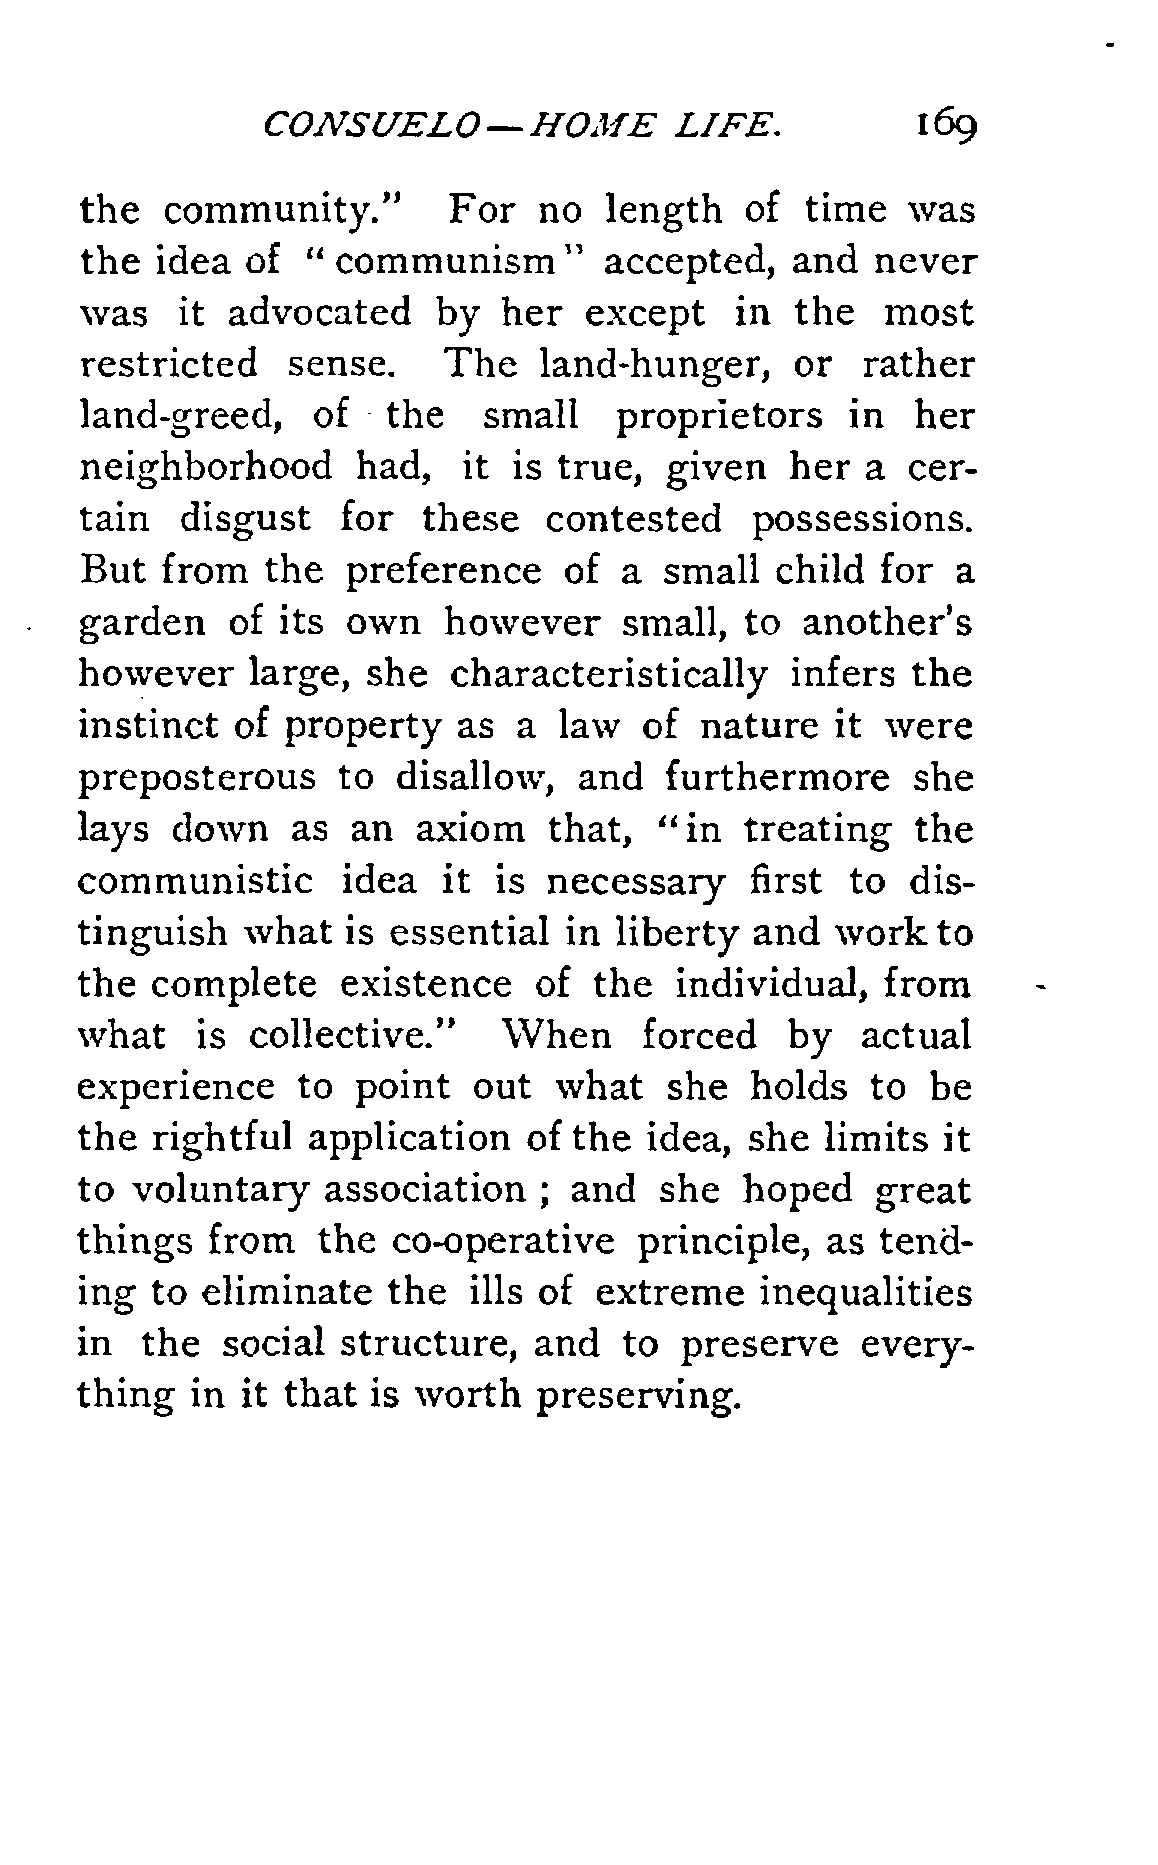 CONSUELO—HOME LIFE. 169
the community." For no length of time was
the idea of "communism" accepted, and never
was it advocated by her except in the most
restricted sense. The land-hunger, or rather
land-greed, of the small proprietors in her
neighborhood had, it is true, given her a cer-
tain disgust for these contested possessions.
But from the preference of a small child for a
garden of its own however small, to another's
however large, she characteristically infers the
instinct of property as a law of nature it were
preposterous to disallow, and furthermore she
lays down as an axiom that, "in treating the
communistic idea it is necessary first to dis-
tinguish what is essential in liberty and work to
the complete existence of the individual, from
what is collective." When forced by actual
experience to point out what she holds to be
the rightful application of the idea, she limits it
to voluntary association ; and she hoped great
things from the co-operative principle, as tend-
ing to eliminate the ills of extreme inequalities
in the social structure, and to preserve every-
thing in it that is worth preserving.